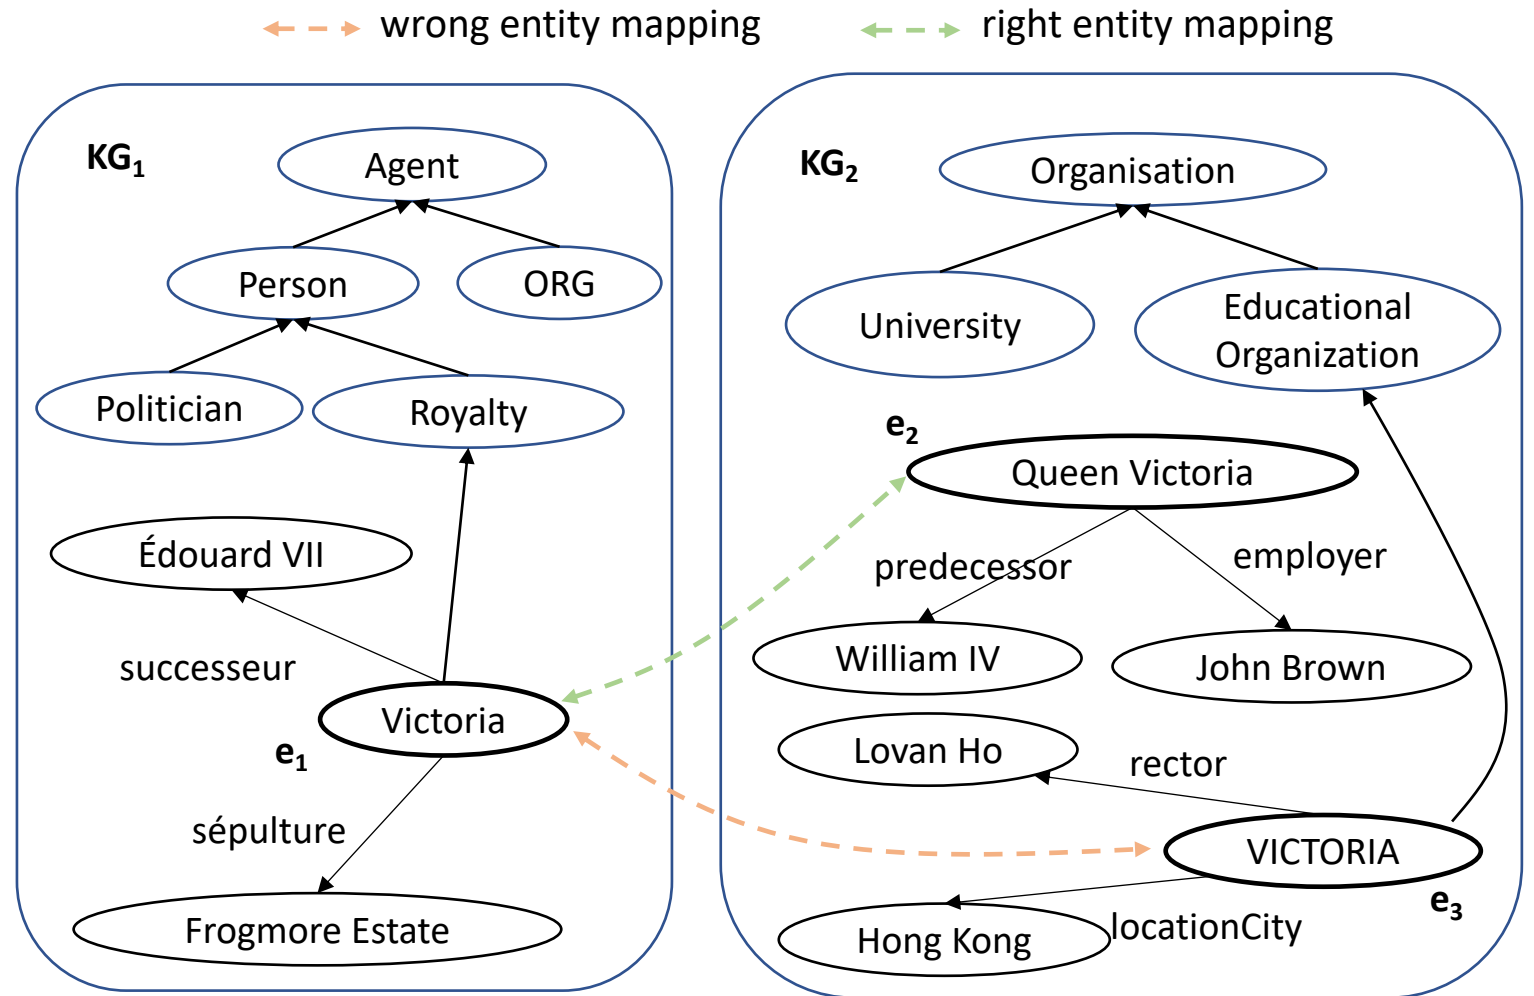 wrong entity mapping
right entity mapping
KG1
Agent
Person
ORG
Politician
Royalty
Édouard VII
successeur
Victoria
e1
sépulture
Frogmore Estate
KG2
Organisation
University
Educational
Organization
e2
Queen Victoria
predecessor
employer
William IV
John Brown
Lovan Ho
rector
VICTORIA
e3
Hong Kong
locationCity